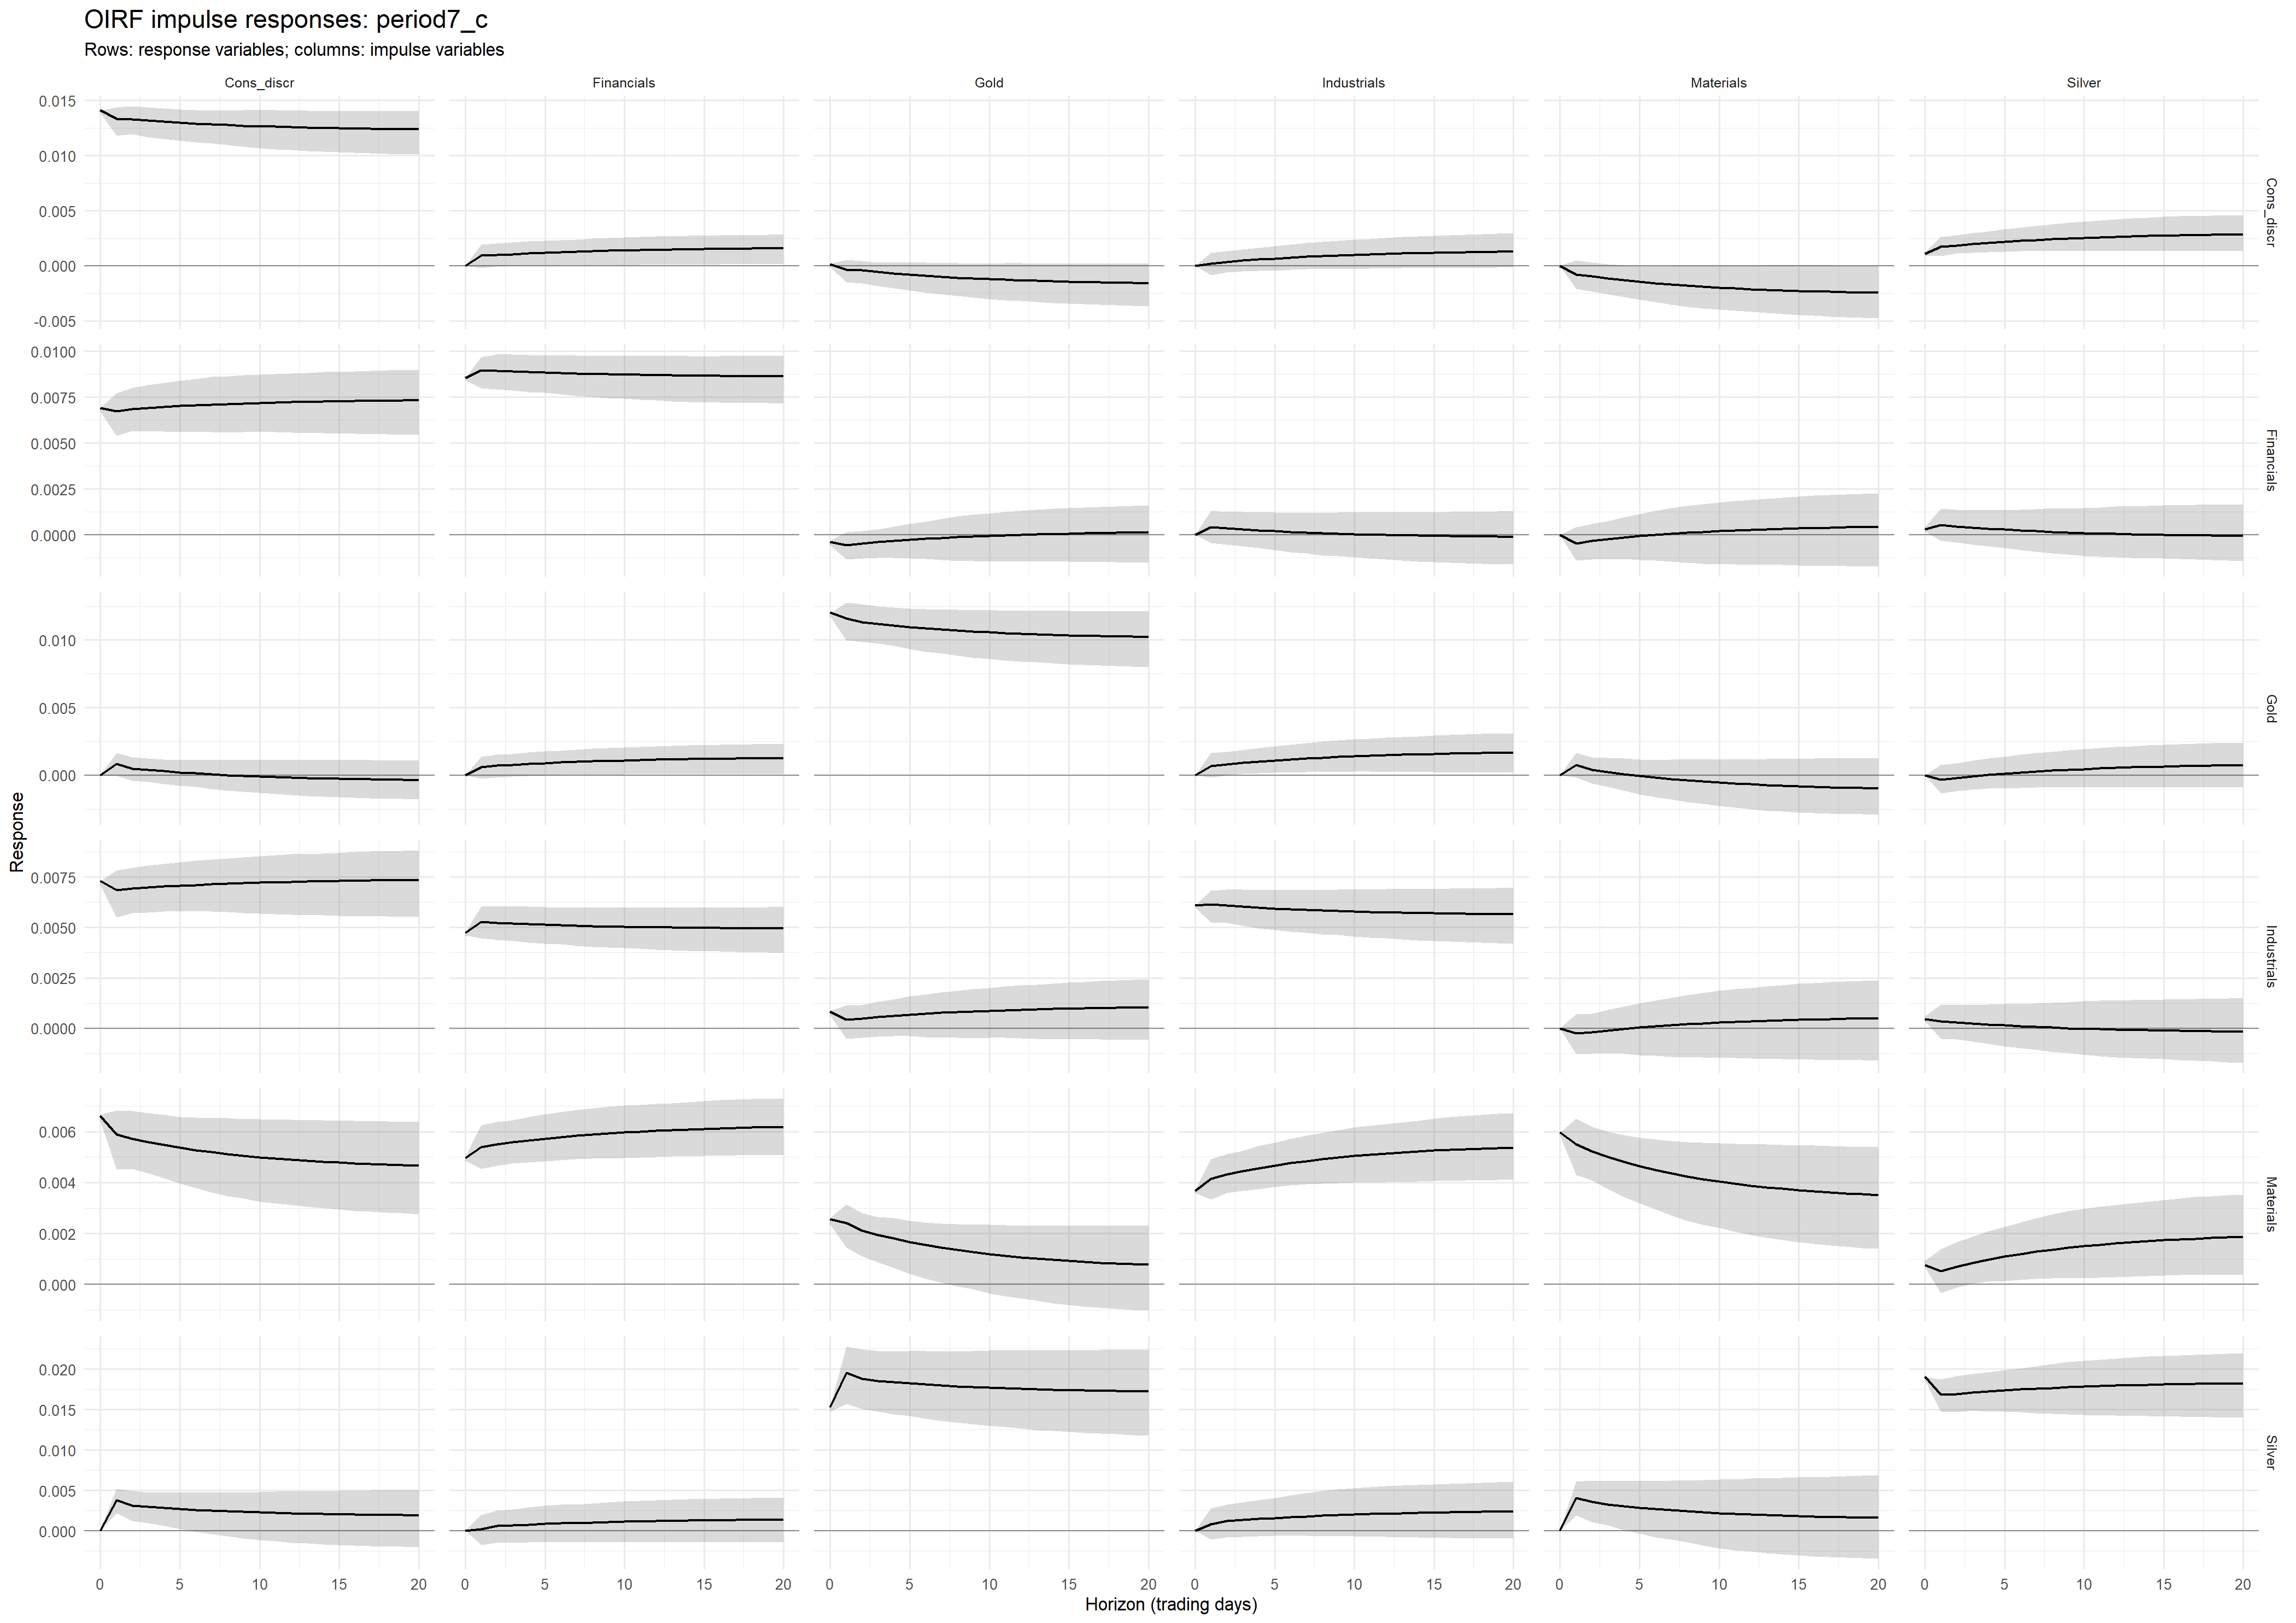 OIRF impulse responses: period7_c
Rows: response variables; columns: impulse variables
Cons_discr Financials Gold Industrials Materials Silver
0.015
0.010
0.005
0.000
-0.005
Cons_discr
0.0100
0.0075
0.0050
0.0025
0.0000
Financials
0.010
0.005
0.000
Gold
0.0075
0.0050
0.0025
0.0000
Industrials
0.006
0.004
0.002
0.000
Materials
0.020
0.015
0.010
0.005
0.000
Silver
0 5 10 15 20 0 5 10 15 20 0 5 10 15 20 0 5 10 15 20 0 5 10 15 20 0 5 10 15 20
Horizon (trading days)
Response